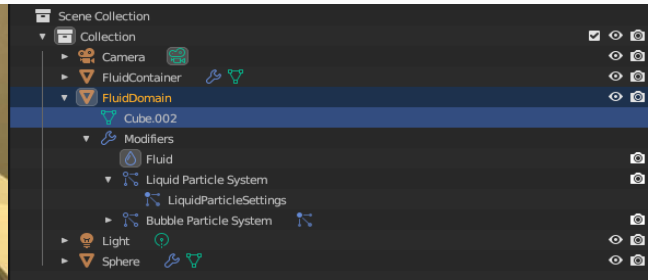 Scene Collection
Collection
Camera
FluidContainer
FluidDomain
Cube.002
Modifiers
Fluid
Liquid Particle System
LiquidParticleSettings
Bubble Particle System
Light
Sphere